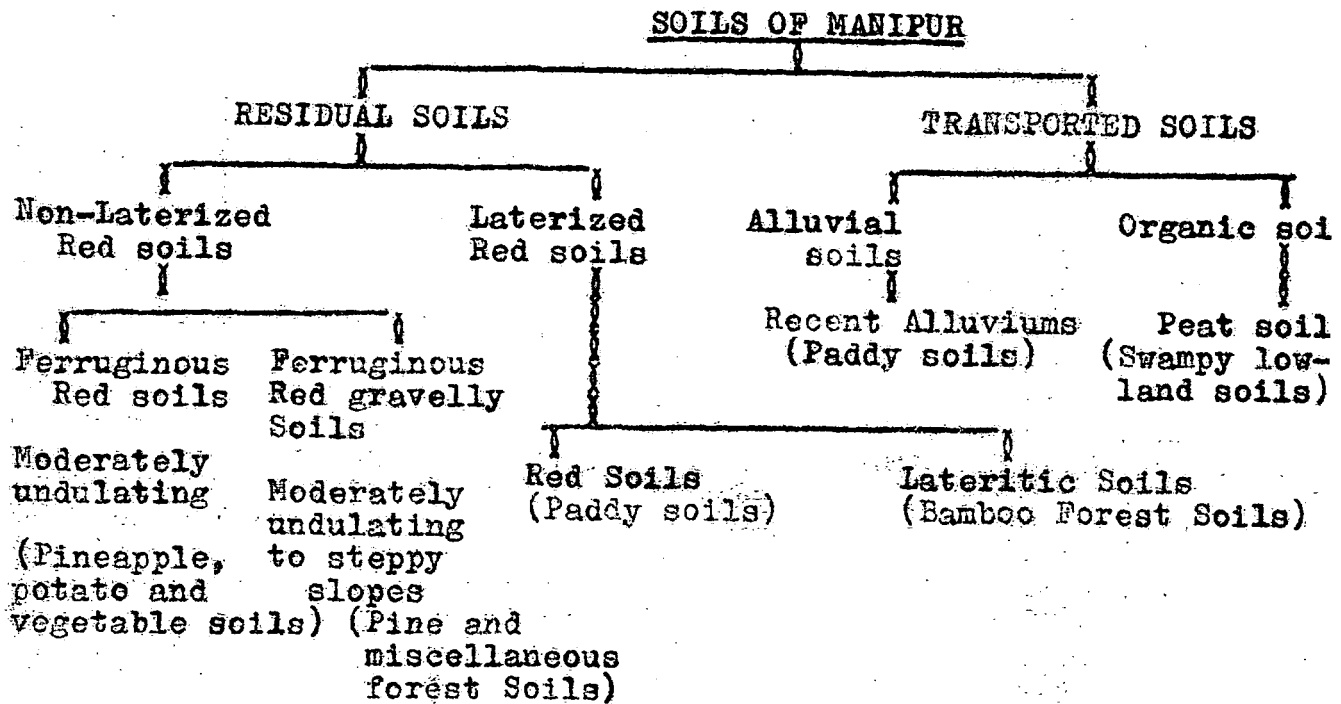 SOILS OF MANIPUR
RESIDUAL SOILS
TRANSPORTED SOILS
Non-Laterized
Red soils
Laterized
Red soils
Alluvial
soils
Organic soi
Ferruginous
Red soils
Ferruginous
Red gravelly
Soils
Recent Alluviums
(Paddy soils)
Peat soil
(Swampy low-
land soils)
Moderately
undulating
(Pineapple,
potato and
vegetable soils)
Moderately
undulating
to steppy
slopes
(Pine and
miscellaneous
forest Soils)
Red Soils
(Paddy soils)
Lateritic Soils
(Bamboo Forest Soils)